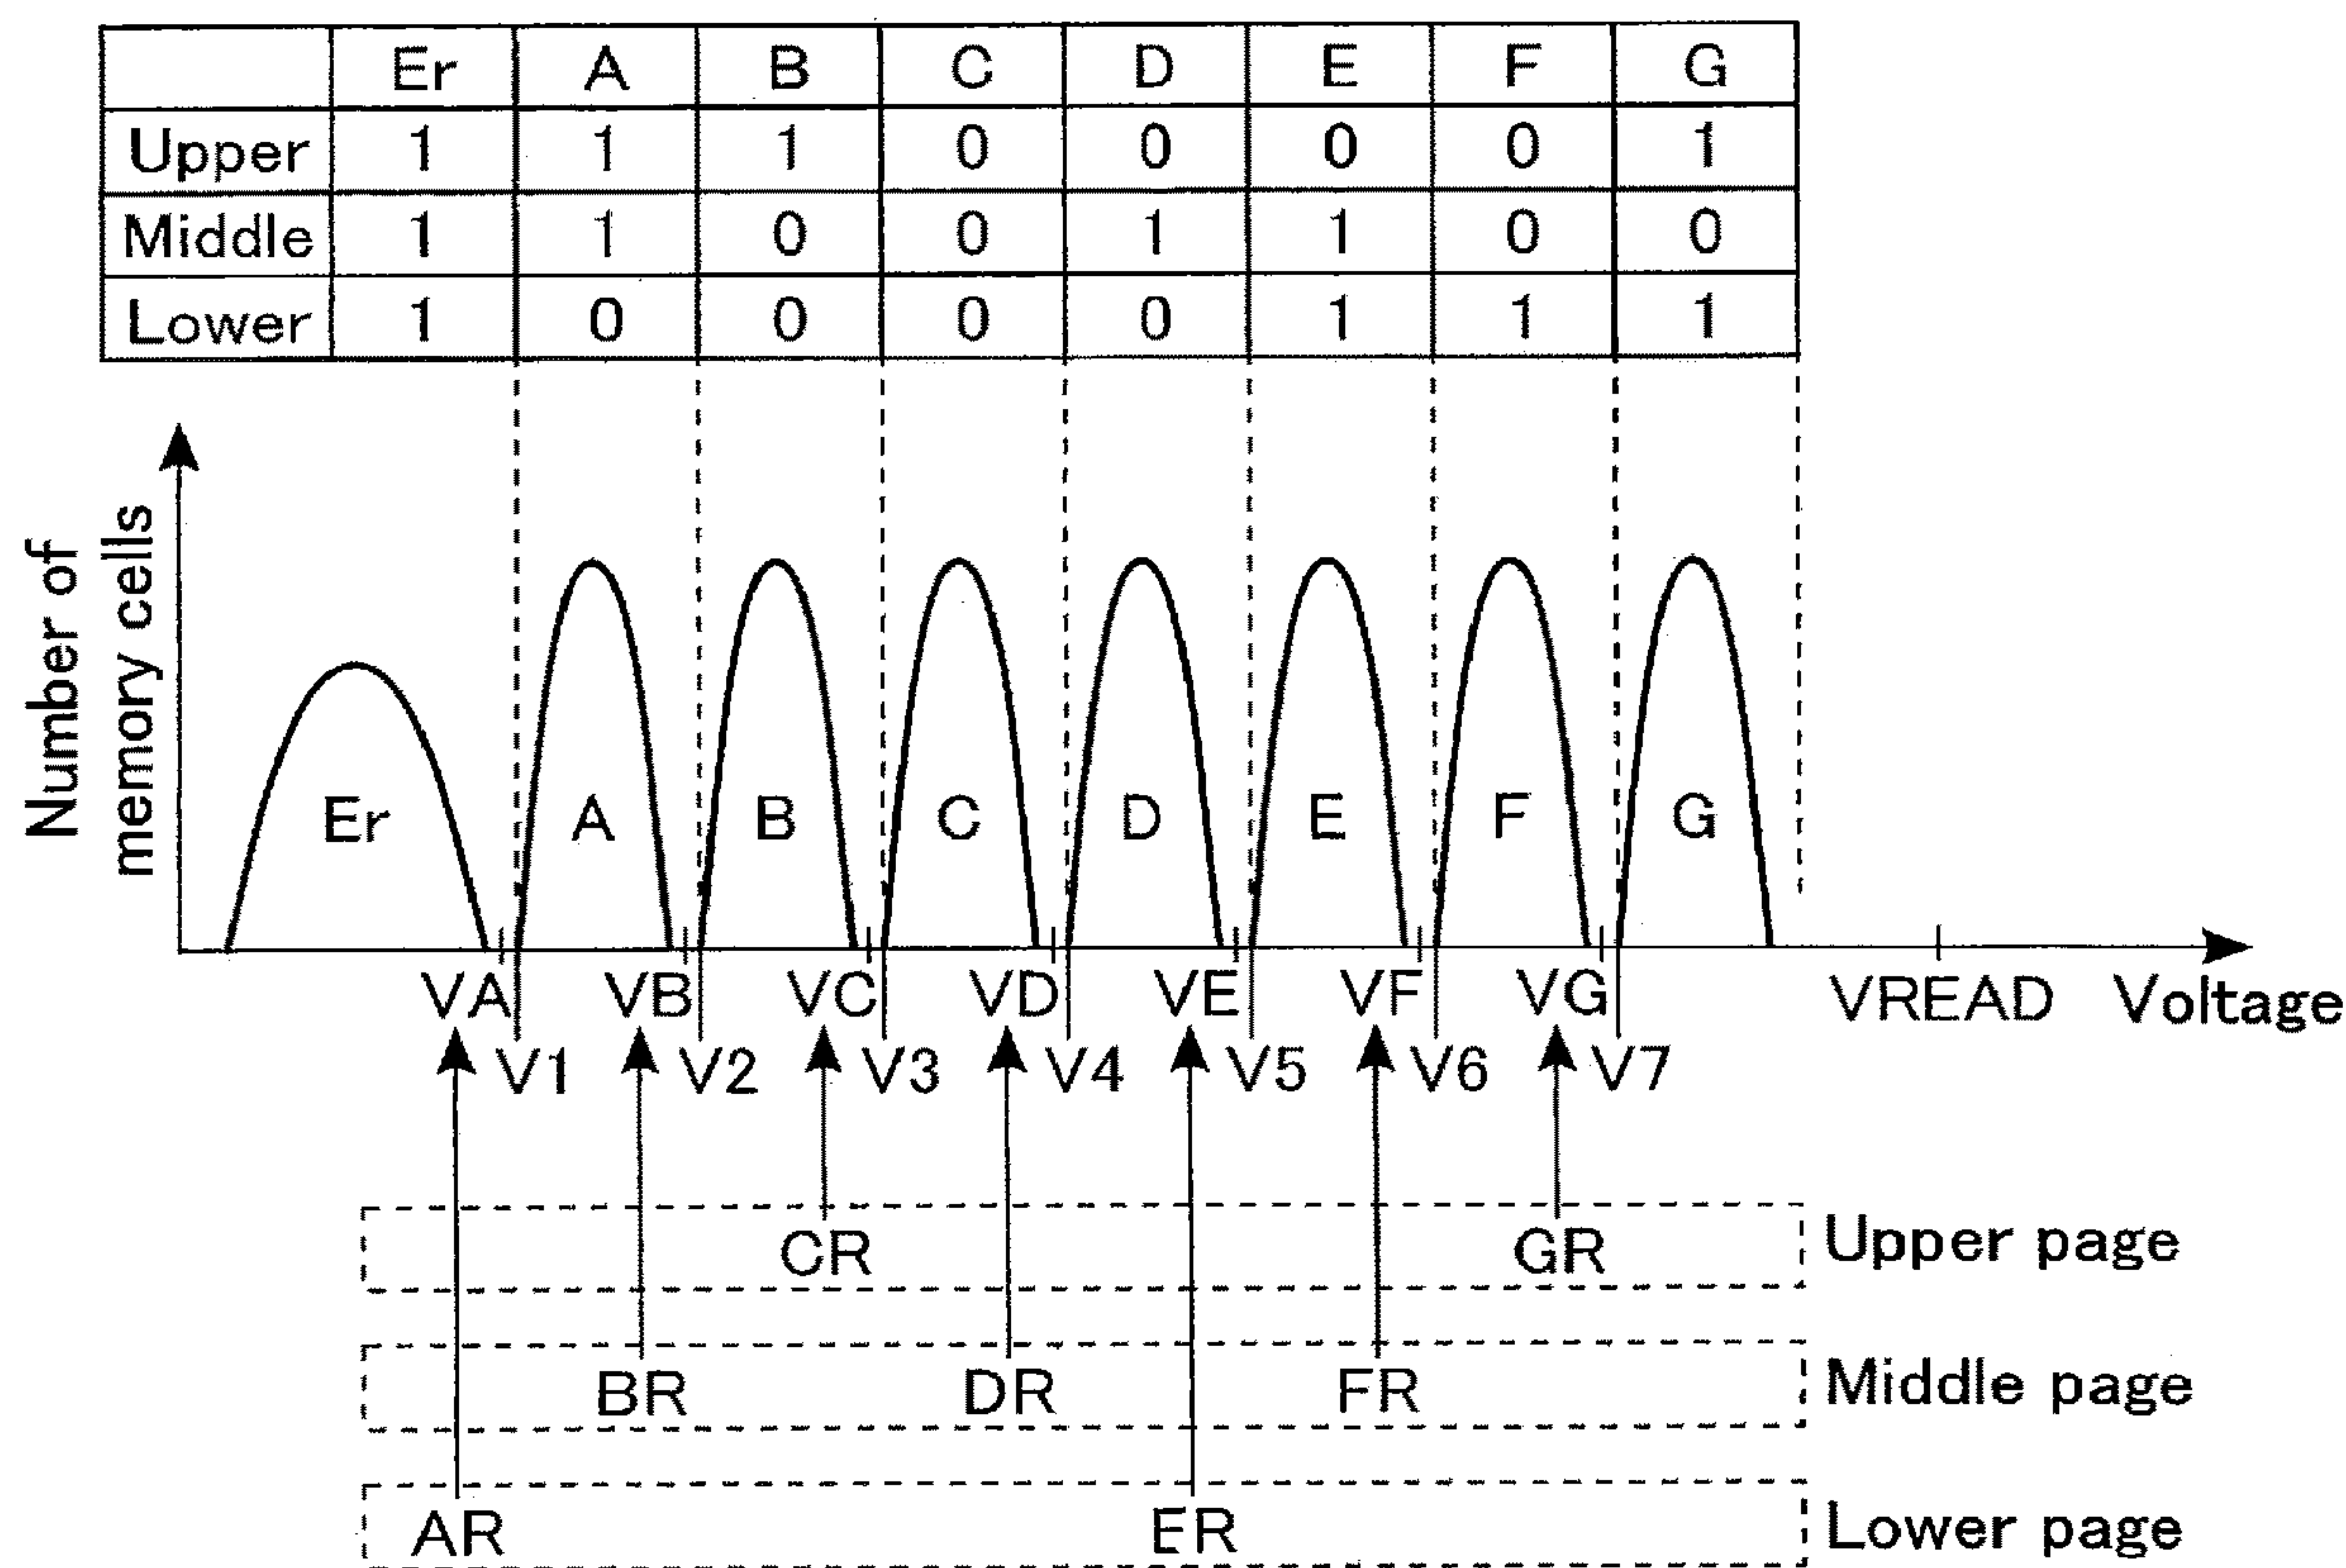 Er A B C D E F G
Upper 1 1 1 0 0 0 0 1
Middle 1 1 0 0 1 1 0 0
Lower 1 0 0 0 0 1 1 1
Number of
memory cells
Er A B C D E F G
VA VB VC VD VE VF VG VREAD Voltage
V1 V2 V3 V4 V5 V6 V7
CR GR Upper page
BR DR FR Middle page
AR ER Lower page